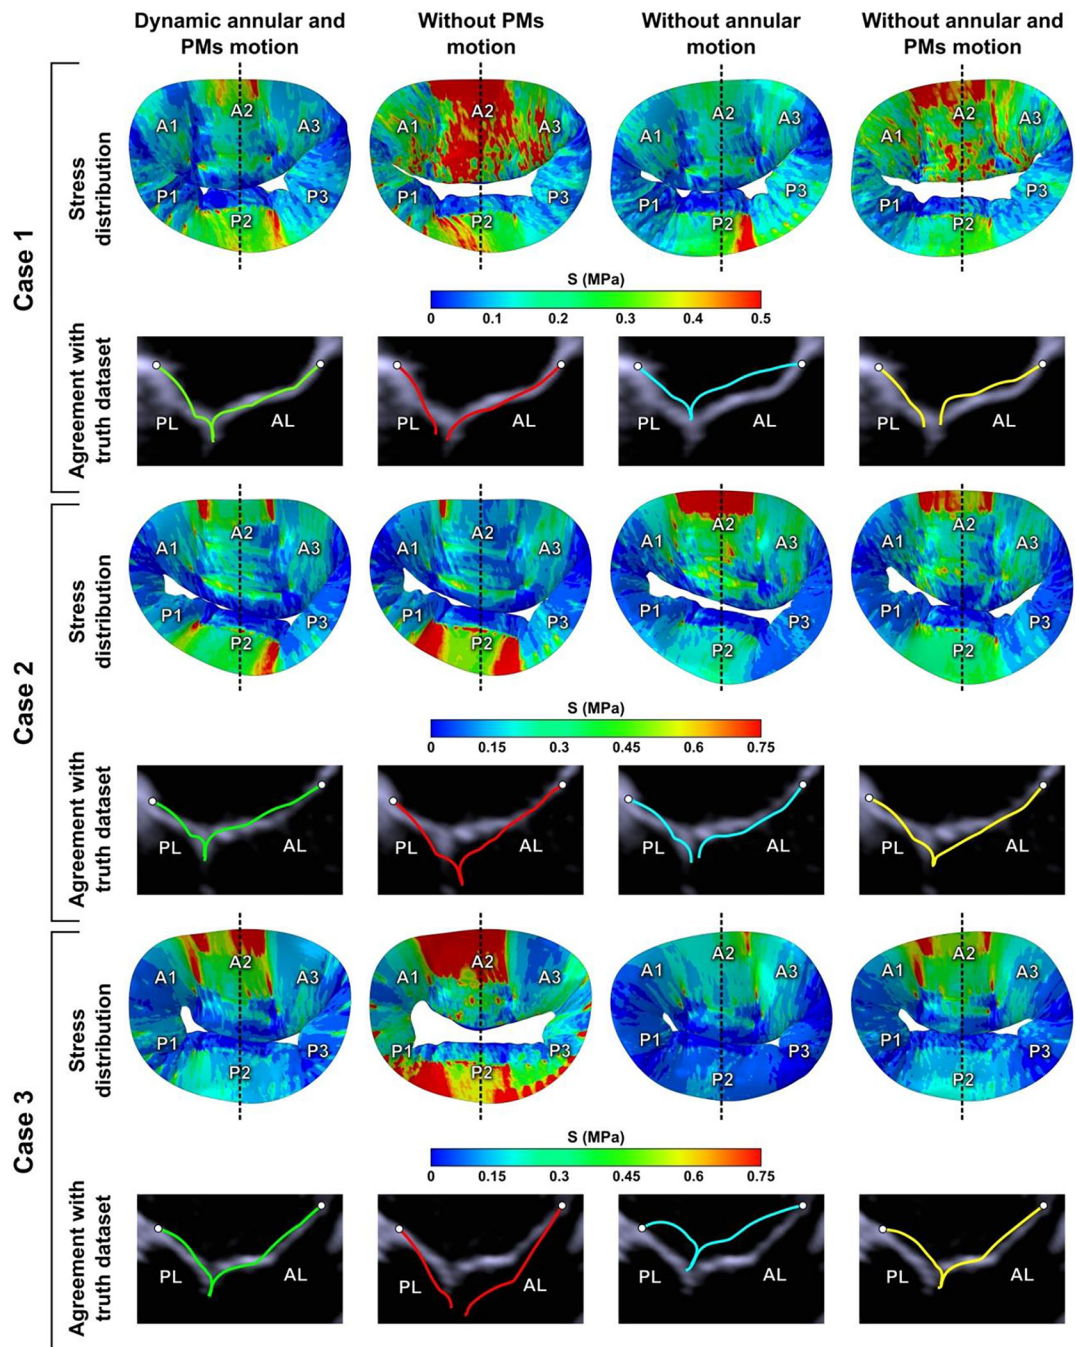 Dynamic annular and
PMs motion
Without PMs
motion
Without annular
motion
Without annular and
PMs motion
Case 1
Stress
distribution
A1 A2 A3
P1 P2 P3
A1 A2 A3
P1 P2 P3
A1 A2 A3
P1 P2 P3
A1 A2 A3
P1 P2 P3
S (MPa)
0 0.1 0.2 0.3 0.4 0.5
Agreement with
truth dataset
PL AL
PL AL
PL AL
PL AL
Case 2
Stress
distribution
A1 A2 A3
P1 P2 P3
A1 A2 A3
P1 P2 P3
A1 A2 A3
P1 P2 P3
A1 A2 A3
P1 P2 P3
S (MPa)
0 0.15 0.3 0.45 0.6 0.75
Agreement with
truth dataset
PL AL
PL AL
PL AL
PL AL
Case 3
Stress
distribution
A1 A2 A3
P1 P2 P3
A1 A2 A3
P1 P2 P3
A1 A2 A3
P1 P2 P3
A1 A2 A3
P1 P2 P3
S (MPa)
0 0.15 0.3 0.45 0.6 0.75
Agreement with
truth dataset
PL AL
PL AL
PL AL
PL AL